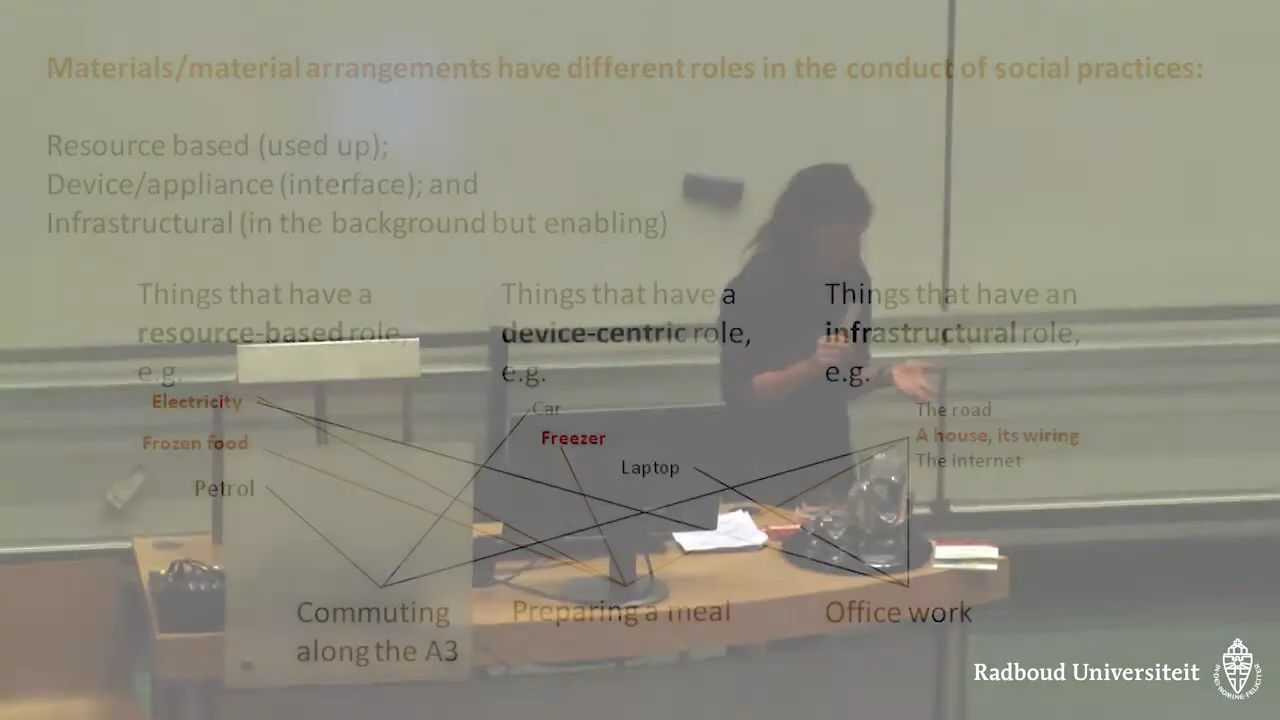 Materials/material arrangements have different roles in the conduct of social practices:
Resource based (used up);
Device/appliance (interface); and
Infrastructural (in the background but enabling)
Things that have a
resource-based role,
e.g.
Electricity
Frozen food
Petrol
Things that have a
device-centric role,
e.g.
Car
Freezer
Laptop
Things that have an
infrastructural role,
e.g.
The road
A house, its wiring
The internet
Commuting
along the A3
Preparing a meal
Office work
Radboud Universiteit